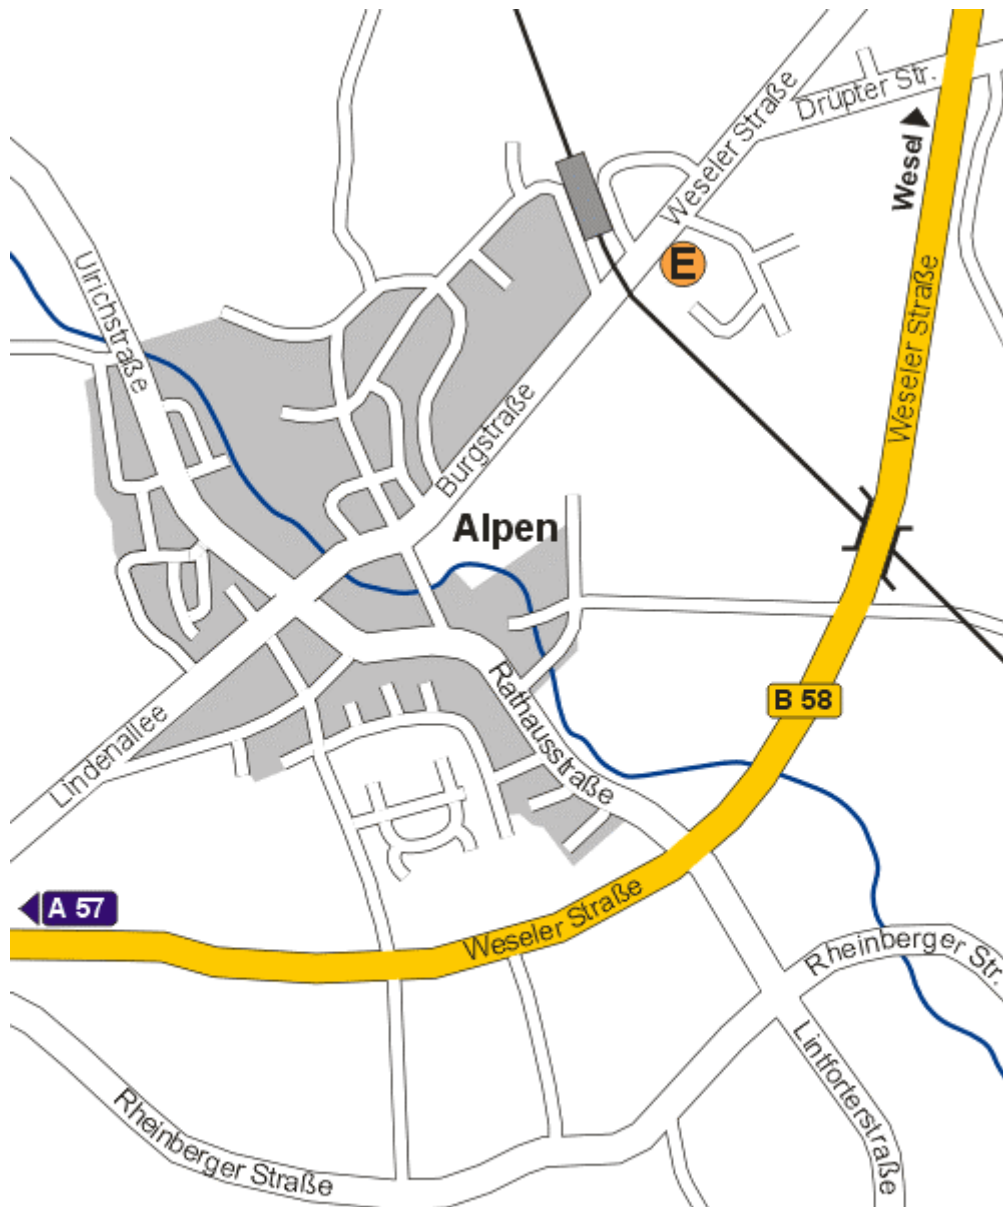 Weseler Straße
Drüpter Str.
Wesel
Ulrichstraße
E
Weseler Straße
Burgstraße
Alpen
B 58
Rathausstraße
Lindenallee
A 57
Weseler Straße
Rheinberger Str.
Lintforterstraße
Rheinberger Straße